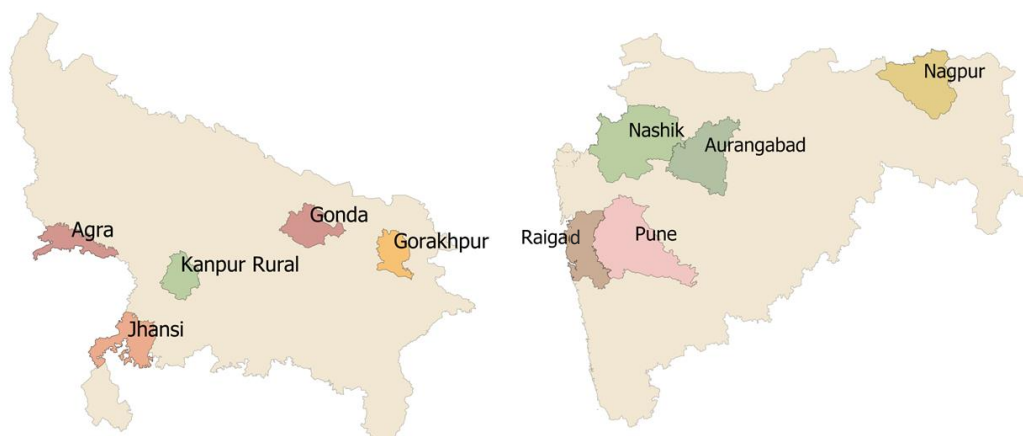 Agra
Gonda
Gorakhpur
Kanpur Rural
Jhansi
Nagpur
Nashik
Aurangabad
Raigad
Pune